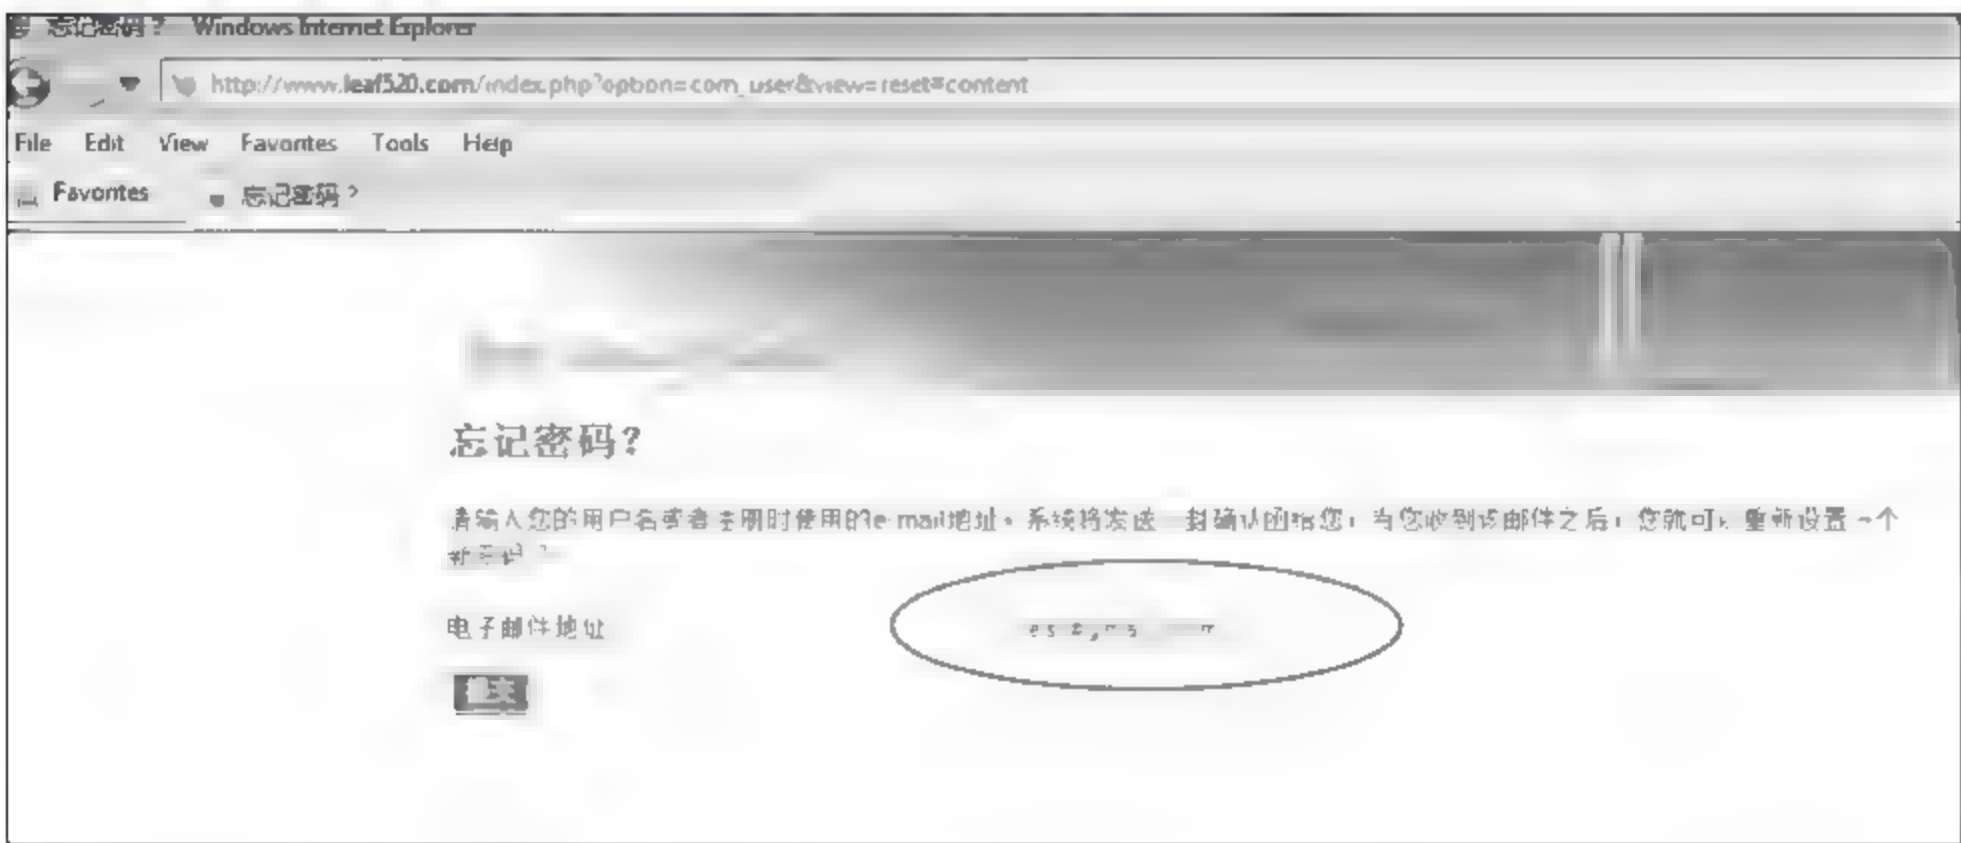 忘记密码? Windows Internet Explorer
http://www.leaf520.com/index.php?option=com_user&view=reset#content
File Edit View Favorites Tools Help
Favorites 忘记密码?
忘记密码?
请输入您的用户名或者注册时使用的e-mail地址,系统将发送一封确认函给您,当您收到该邮件之后,您就可以重新设置一个
电子邮件地址
提交